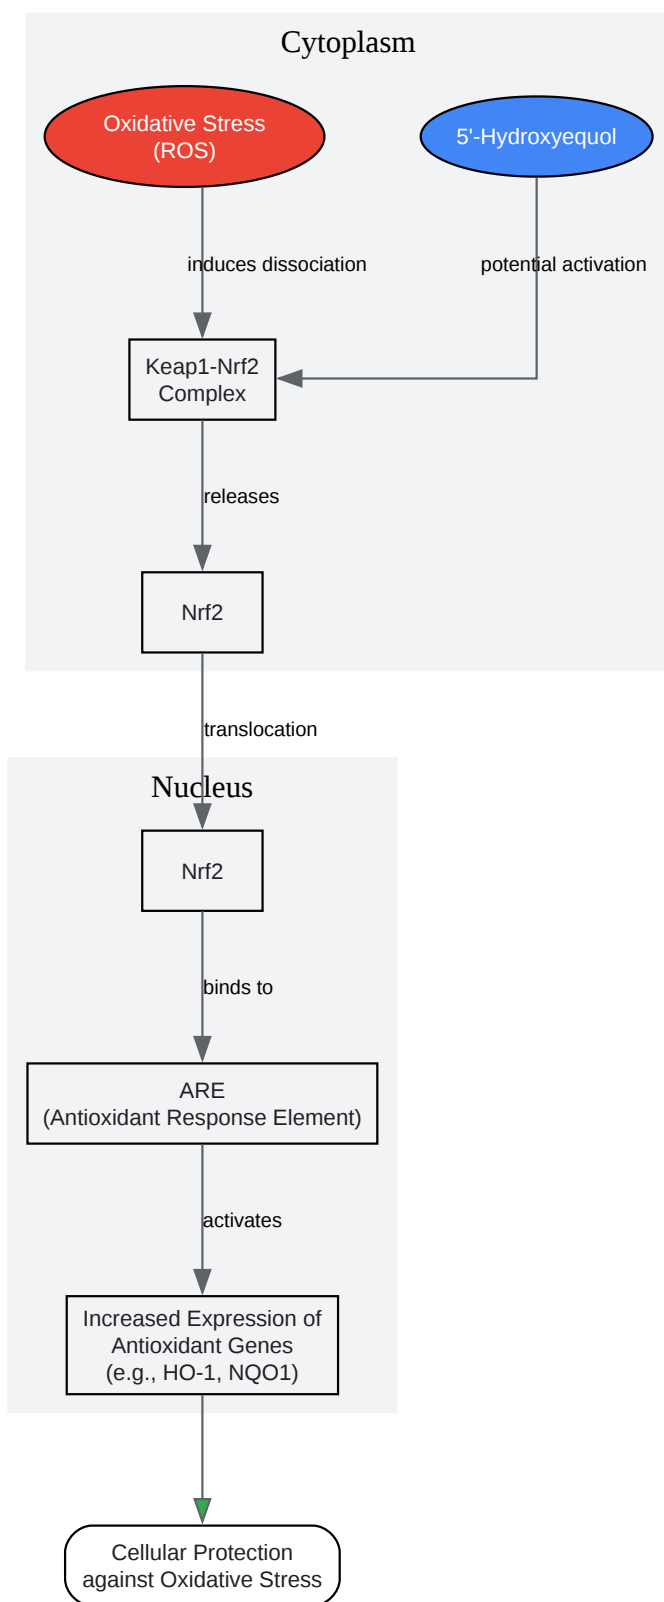 Cytoplasm
Oxidative Stress
(ROS)
5'-Hydroxyequol
induces dissociation
potential activation
Keap1-Nrf2
Complex
releases
Nrf2
translocation
Nucleus
Nrf2
binds to
ARE
(Antioxidant Response Element)
activates
Increased Expression of
Antioxidant Genes
(e.g., HO-1, NQO1)
Cellular Protection
against Oxidative Stress